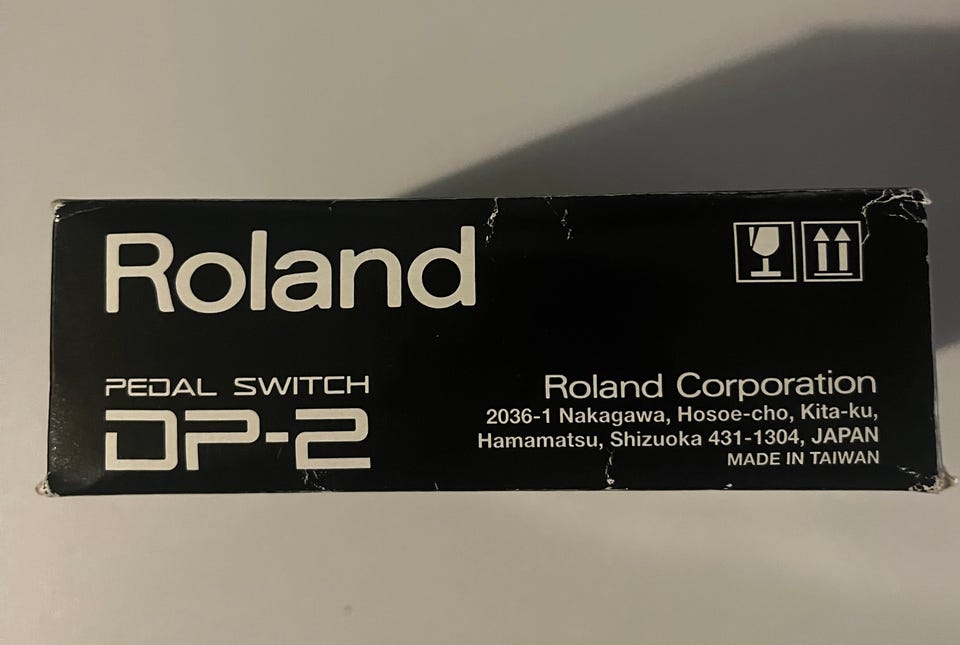 Roland
PEDAL SWITCH
DP-2
Roland Corporation
2036-1 Nakagawa, Hosoe-cho, Kita-ku,
Hamamatsu, Shizuoka 431-1304, JAPAN
MADE IN TAIWAN